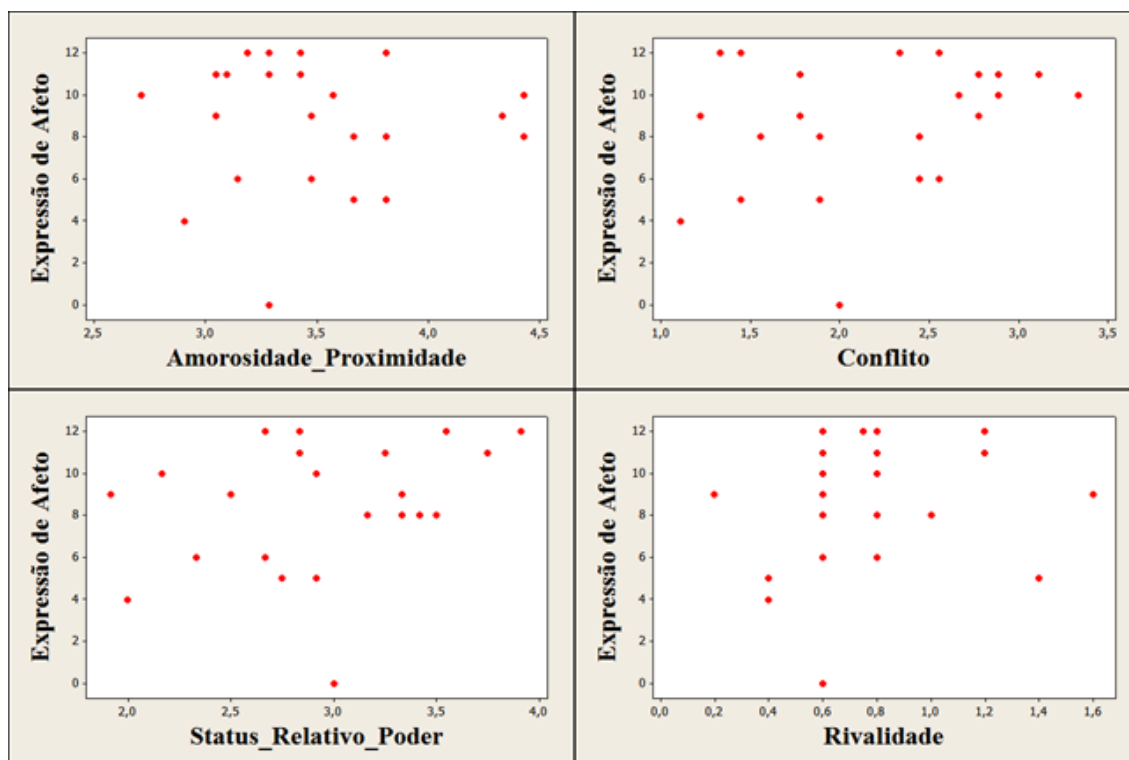 Expressão de Afeto
12
10
8
6
4
2
0
2,5 3,0 3,5 4,0 4,5
Amorosidade_Proximidade
Expressão de Afeto
12
10
8
6
4
2
0
1,0 1,5 2,0 2,5 3,0 3,5
Conflito
Expressão de Afeto
12
10
8
6
4
2
0
2,0 2,5 3,0 3,5 4,0
Status_Relativo_Poder
Expressão de Afeto
12
10
8
6
4
2
0
0,0 0,2 0,4 0,6 0,8 1,0 1,2 1,4 1,6
Rivalidade